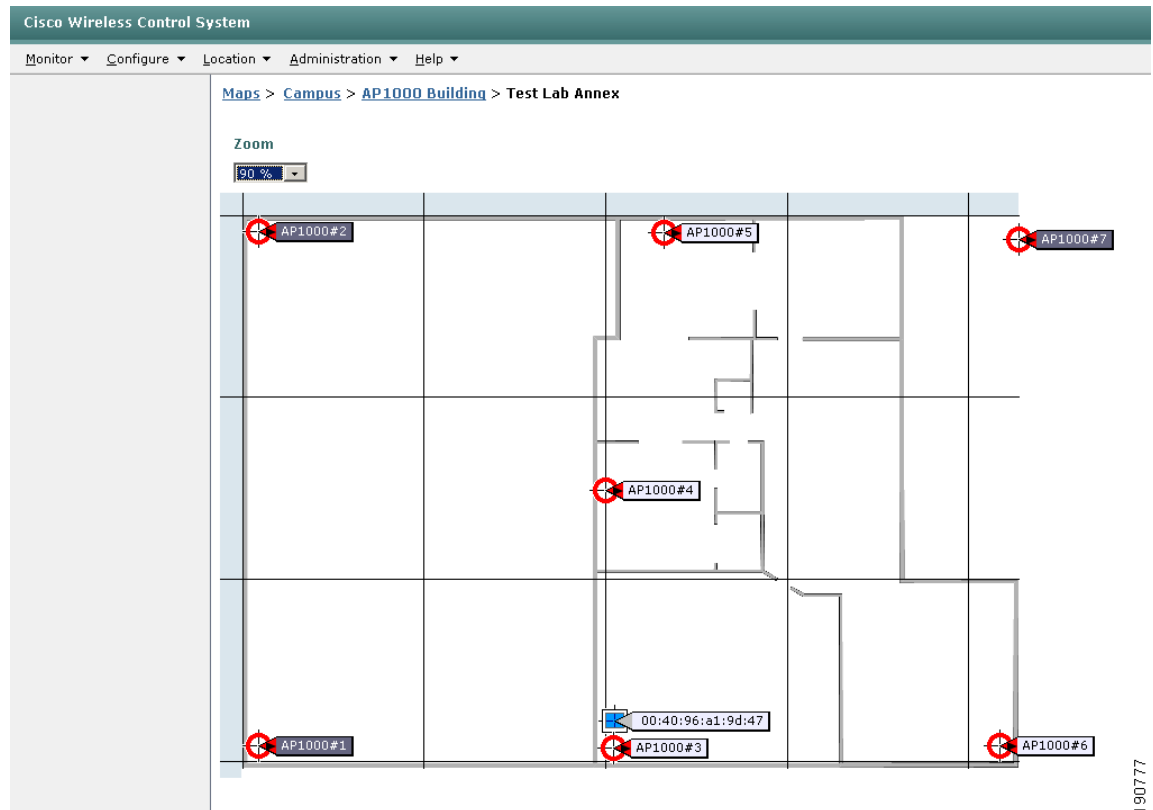 Cisco Wireless Control System
Monitor Configure Location Administration Help
Maps > Campus > AP1000 Building > Test Lab Annex
Zoom
90 %
AP1000#2
AP1000#5
AP1000#7
AP1000#4
00:40:96:a1:9d:47
AP1000#1
AP1000#3
AP1000#6
190777